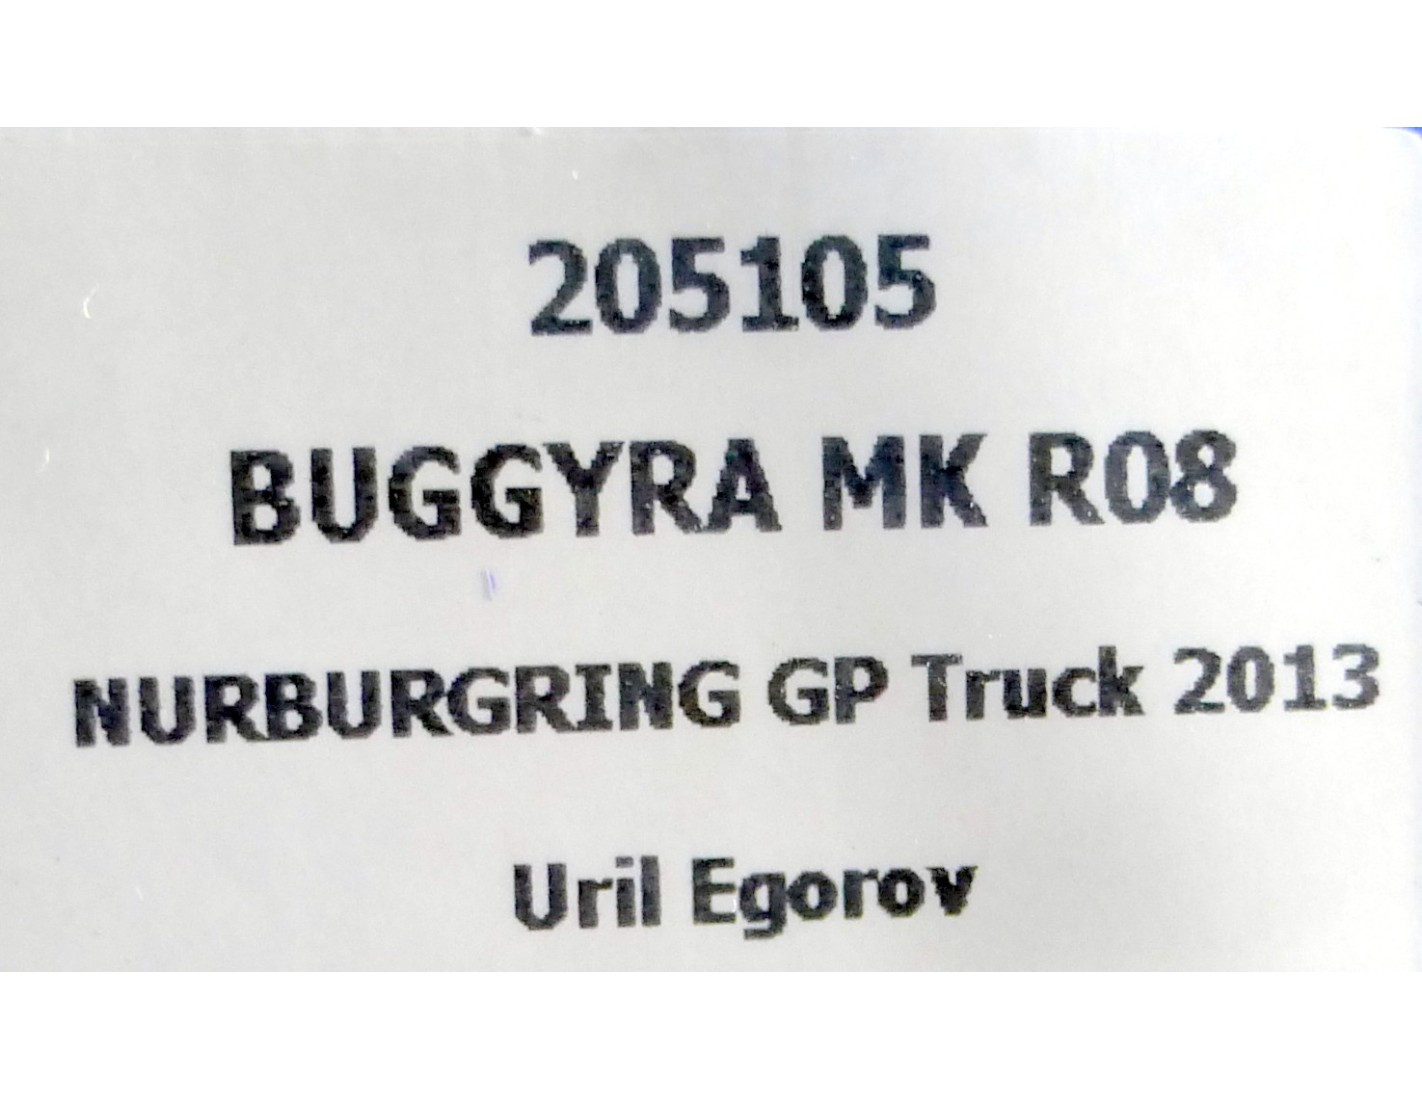 205105
BUGGYRA MK R08
NURBURGRING GP Truck 2013
Uril Egorov